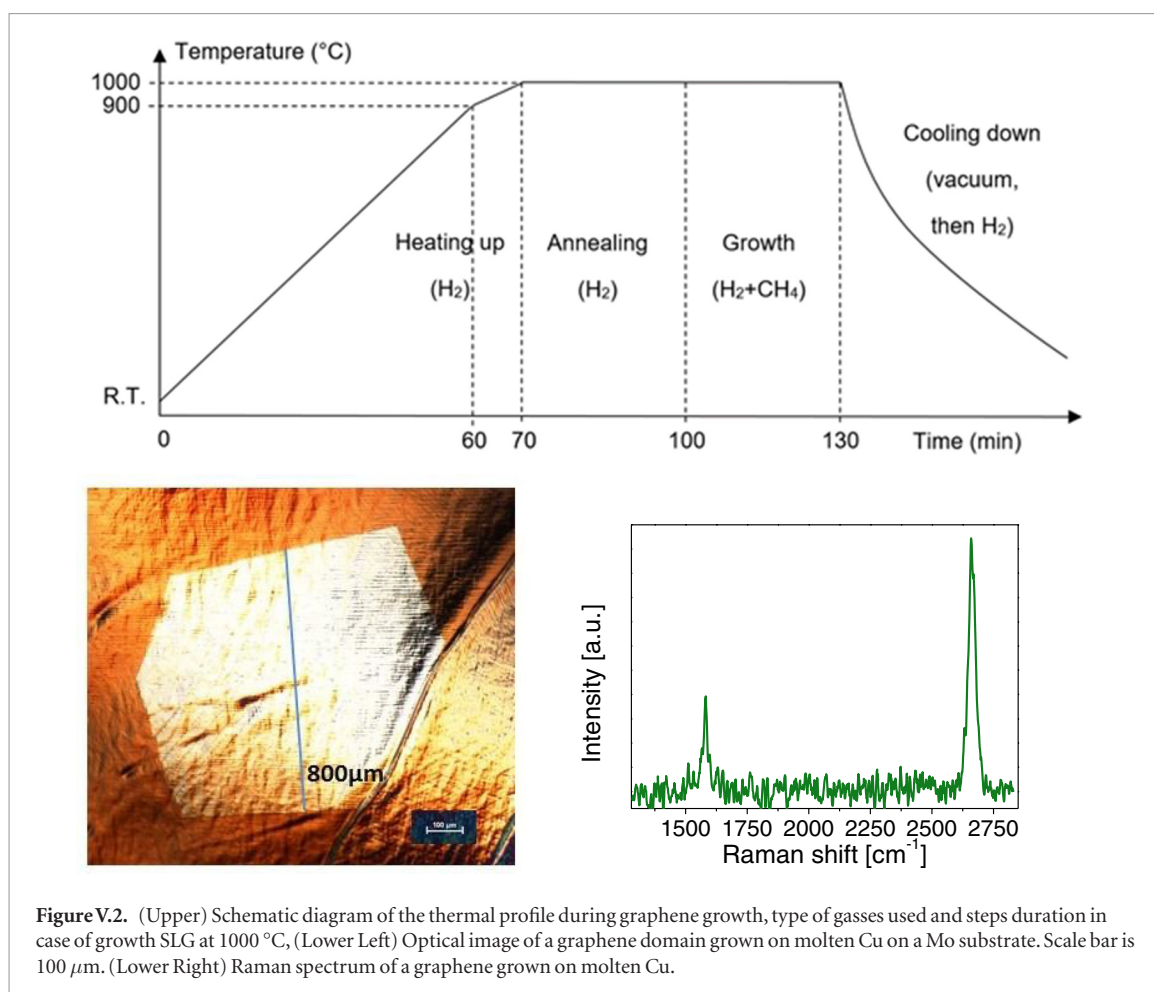 Temperature (°C)
1000
900
Cooling down
(vacuum,
then H₂)
Heating up
(H₂)
Annealing
(H₂)
Growth
(H₂+CH₄)
R.T.
0
60
70
100
130
Time (min)
800µm
100 µm
Intensity [a.u.]
1500
1750
2000
2250
2500
2750
Raman shift [cm⁻¹]
Figure V.2. (Upper) Schematic diagram of the thermal profile during graphene growth, type of gasses used and steps duration in
case of growth SLG at 1000 °C, (Lower Left) Optical image of a graphene domain grown on molten Cu on a Mo substrate. Scale bar is
100 µm. (Lower Right) Raman spectrum of a graphene grown on molten Cu.